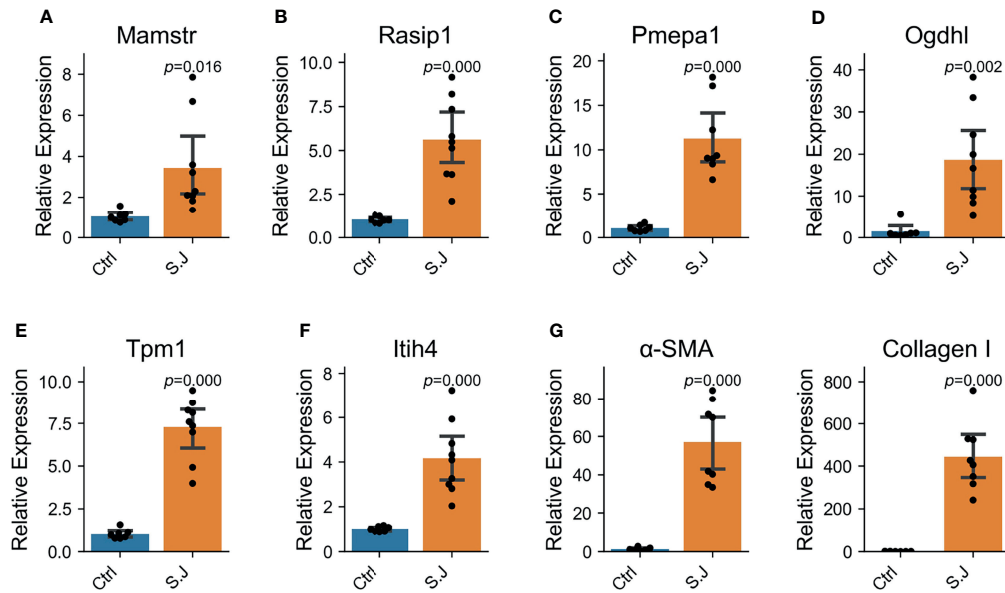 A
Mamstr
p=0.016
Relative Expression
8
6
4
2
0
Ctrl
S.J
B
Rasip1
p=0.000
Relative Expression
10.0
7.5
5.0
2.5
0.0
Ctrl
S.J
C
Pmepa1
p=0.000
Relative Expression
20
15
10
5
0
Ctrl
S.J
D
Ogdhl
p=0.002
Relative Expression
40
30
20
10
0
Ctrl
S.J
E
Tpm1
p=0.000
Relative Expression
10.0
7.5
5.0
2.5
0.0
Ctrl
S.J
F
Itih4
p=0.000
Relative Expression
8
6
4
2
0
Ctrl
S.J
G
α-SMA
p=0.000
Relative Expression
80
60
40
20
0
Ctrl
S.J
Collagen I
p=0.000
Relative Expression
800
600
400
200
0
Ctrl
S.J